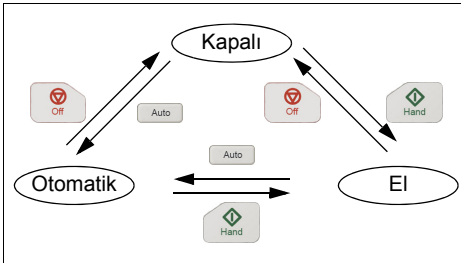 Kapalı
Off
Auto
Off
Hand
Auto
Otomatik
El
Hand